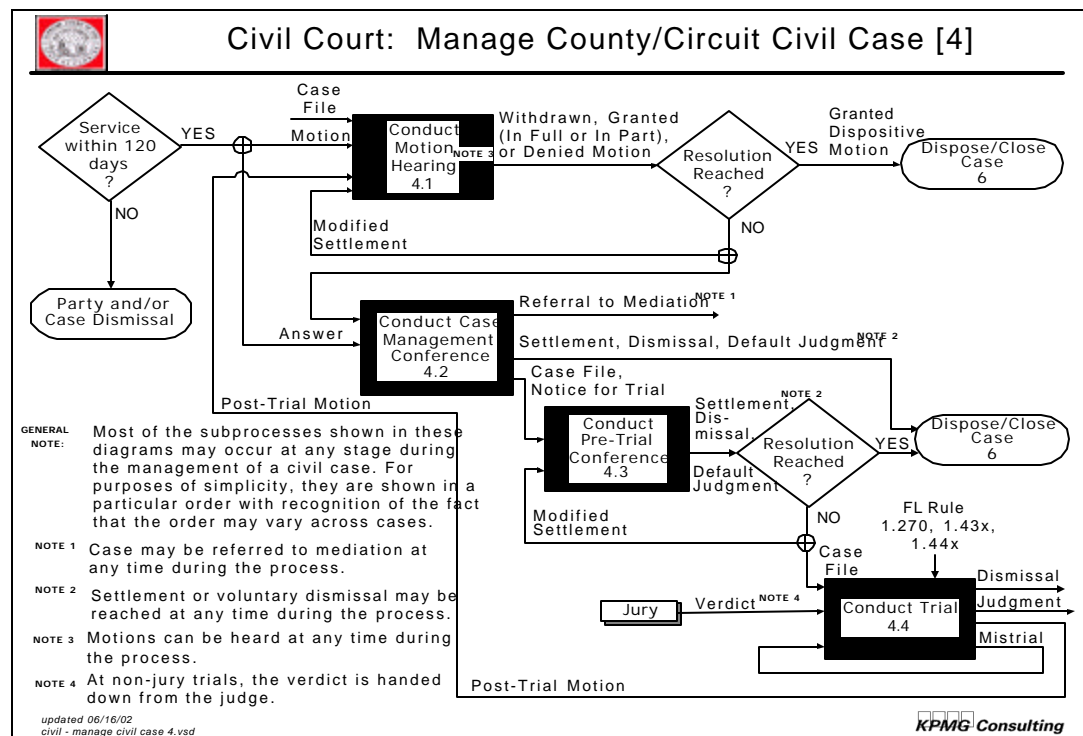 Civil Court: Manage County/Circuit Civil Case [4]
Service
within 120
days
?
YES
NO
Party and/or
Case Dismissal
Case
File
Motion
Conduct
Motion
Hearing
4.1
NOTE 3
Withdrawn, Granted
(In Full or In Part),
or Denied Motion
Resolution
Reached
?
YES
NO
Granted
Dispositive
Motion
Dispose/Close
Case
6
Modified
Settlement
Answer
Conduct Case
Management
Conference
4.2
Referral to Mediation NOTE 1
Settlement, Dismissal, Default Judgment NOTE 2
Case File,
Notice for Trial
Post-Trial Motion
Conduct
Pre-Trial
Conference
4.3
Settlement,
Dis-
missal,
Default
Judgment
NOTE 2
Resolution
Reached
?
YES
NO
Dispose/Close
Case
6
Modified
Settlement
FL Rule
1.270, 1.43x,
1.44x
Case
File
Jury
Verdict NOTE 4
Conduct Trial
4.4
Dismissal
Judgment
Mistrial
Post-Trial Motion
GENERAL
NOTE:
Most of the subprocesses shown in these
diagrams may occur at any stage during
the management of a civil case. For
purposes of simplicity, they are shown in a
particular order with recognition of the fact
that the order may vary across cases.
NOTE 1 Case may be referred to mediation at
any time during the process.
NOTE 2 Settlement or voluntary dismissal may be
reached at any time during the process.
NOTE 3 Motions can be heard at any time during
the process.
NOTE 4 At non-jury trials, the verdict is handed
down from the judge.
updated 06/16/02
civil - manage civil case 4.vsd
KPMG Consulting